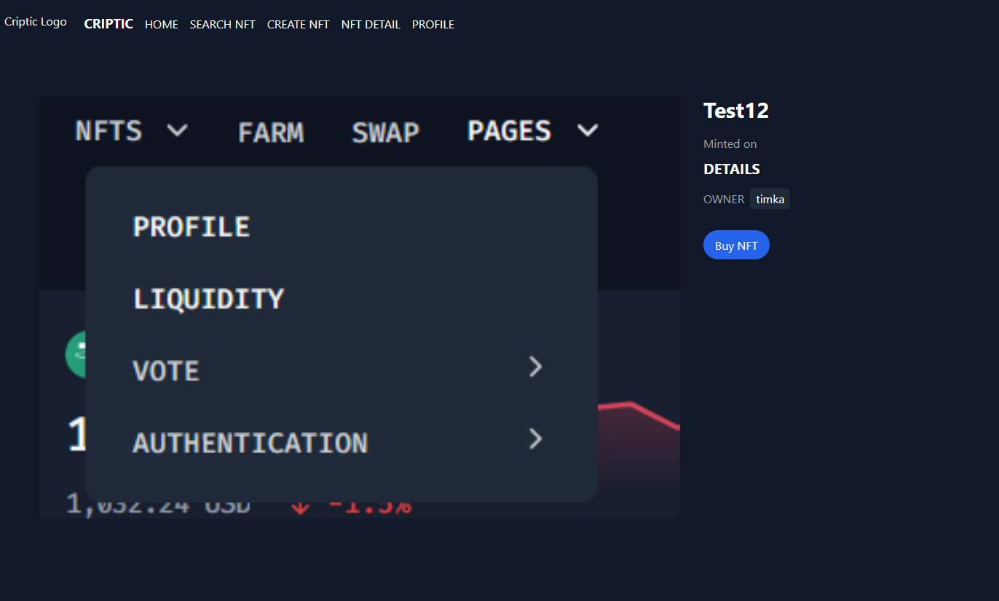 Criptic Logo CRIPTIC HOME SEARCH NFT CREATE NFT NFT DETAIL PROFILE
NFTS FARM SWAP PAGES
PROFILE
LIQUIDITY
VOTE
AUTHENTICATION
1
1,032.24 USD -1.5%
Test12
Minted on
DETAILS
OWNER timka
Buy NFT